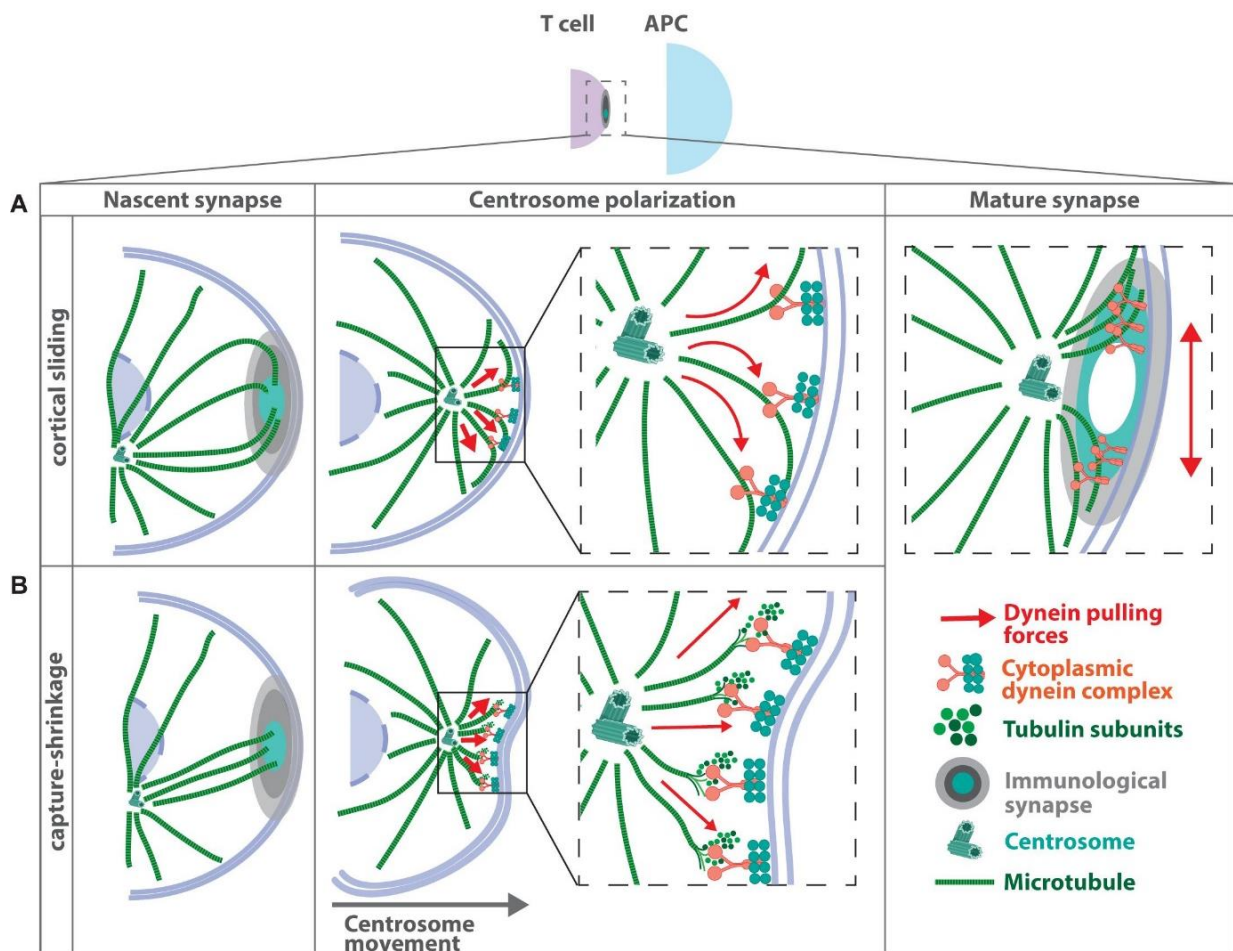 T cell
APC
A
Nascent synapse
Centrosome polarization
Mature synapse
cortical sliding
B
capture-shrinkage
Centrosome
movement
Dynein pulling
forces
Cytoplasmic
dynein complex
Tubulin subunits
Immunological
synapse
Centrosome
Microtubule